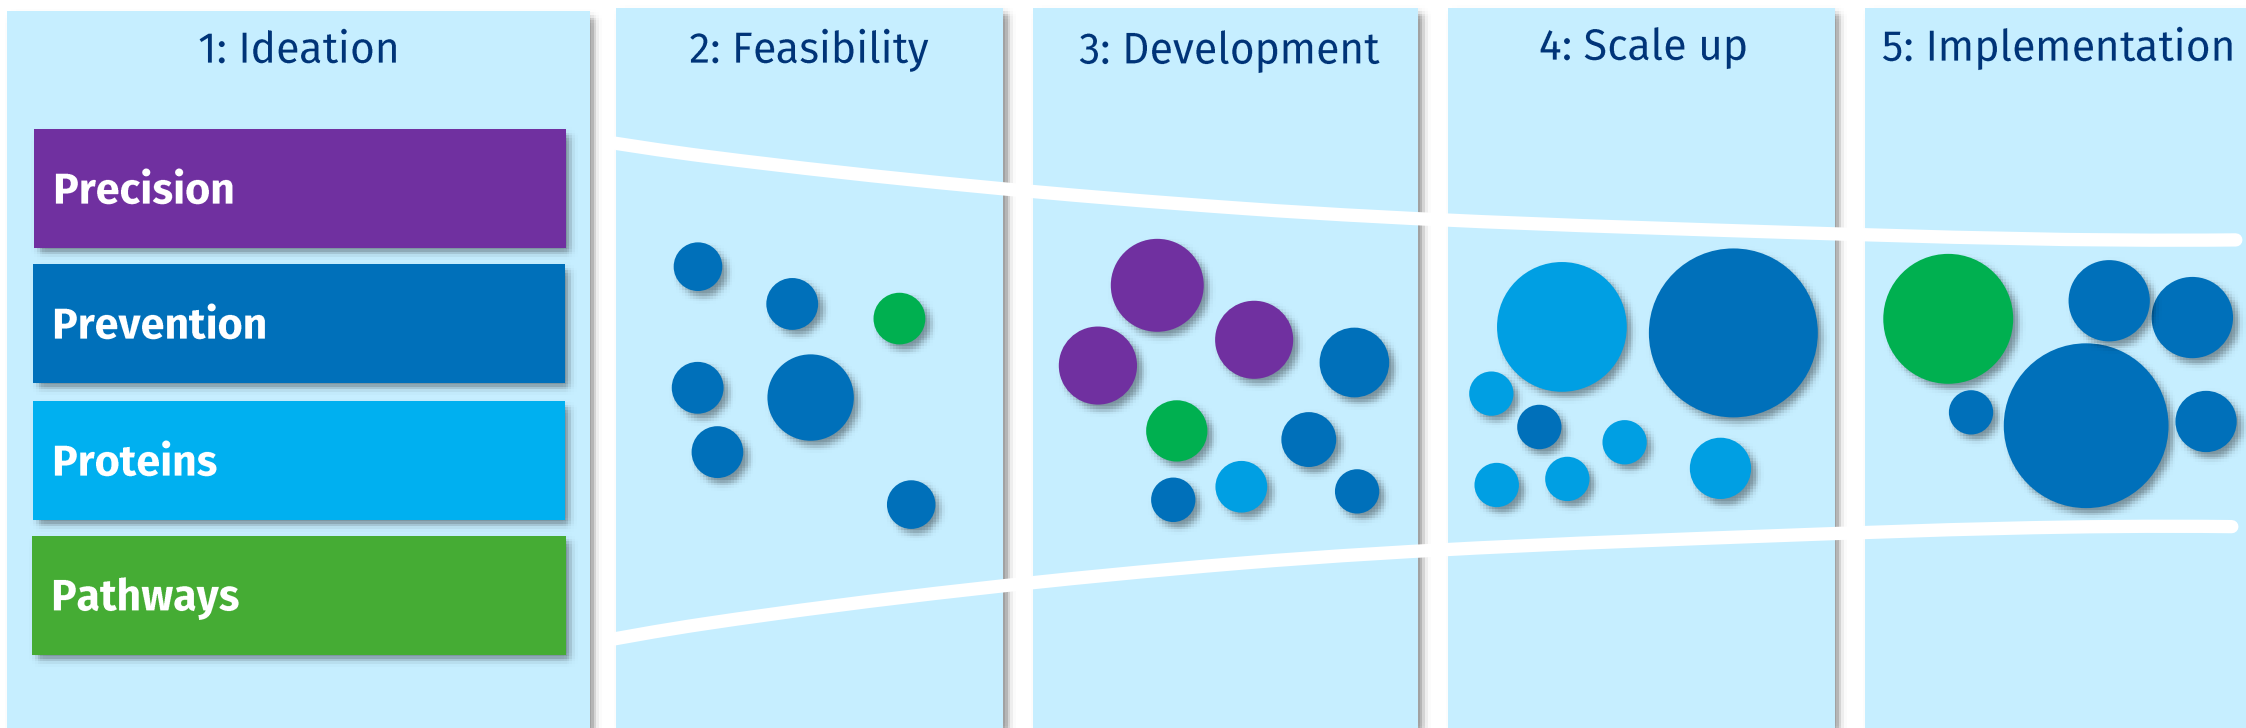 1: Ideation
2: Feasibility
3: Development
4: Scale up
5: Implementation
Precision
Prevention
Proteins
Pathways